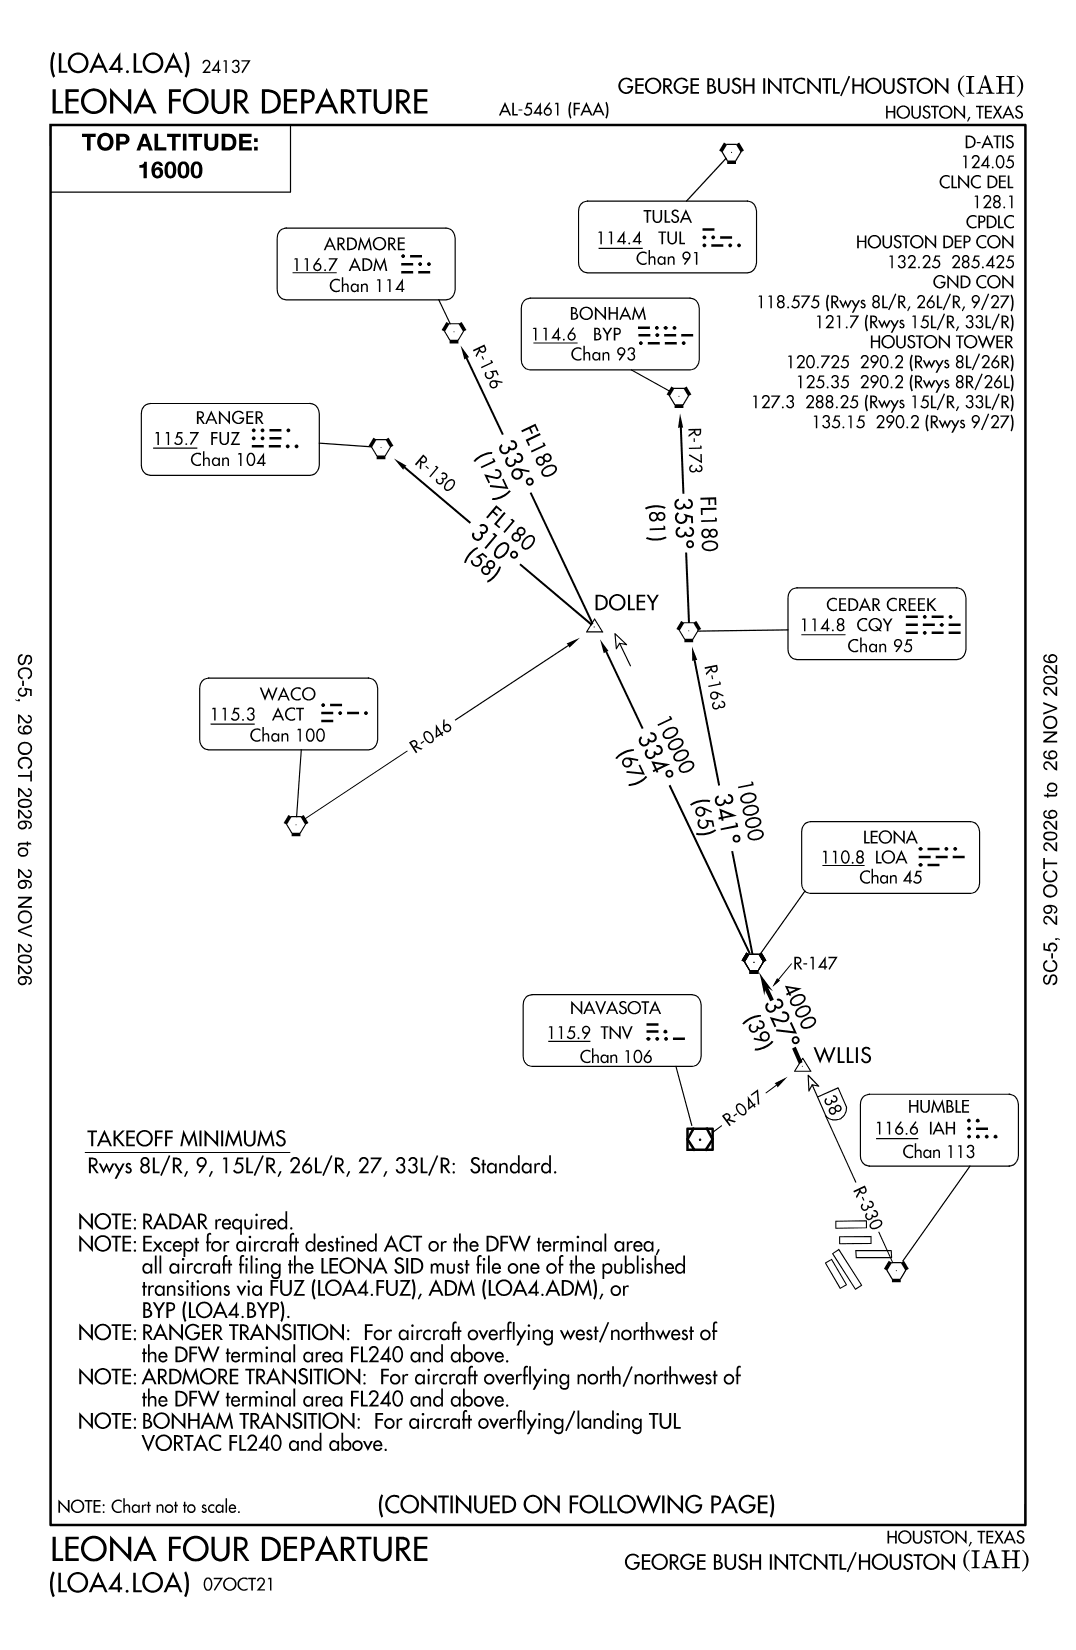 (LOA4.LOA) 24137
LEONA FOUR DEPARTURE
AL-5461 (FAA)
GEORGE BUSH INTCNTL/HOUSTON (IAH)
HOUSTON, TEXAS
TOP ALTITUDE:
16000
D-ATIS
124.05
CLNC DEL
128.1
CPDLC
HOUSTON DEP CON
132.25 285.425
GND CON
118.575 (Rwys 8L/R, 26L/R, 9/27)
121.7 (Rwys 15L/R, 33L/R)
HOUSTON TOWER
120.725 290.2 (Rwys 8L/26R)
125.35 290.2 (Rwys 8R/26L)
127.3 288.25 (Rwys 15L/R, 33L/R)
135.15 290.2 (Rwys 9/27)
TULSA
114.4 TUL
Chan 91
ARDMORE
116.7 ADM
Chan 114
BONHAM
114.6 BYP
Chan 93
R-156
RANGER
115.7 FUZ
Chan 104
R-130
FL180
336°
(127)
R-173
FL180
353°
(81)
FL180
310°
(58)
DOLEY
CEDAR CREEK
114.8 CQY
Chan 95
WACO
115.3 ACT
Chan 100
R-046
R-163
10000
334°
(67)
10000
341°
(65)
LEONA
110.8 LOA
Chan 45
R-147
4000
327°
(39)
NAVASOTA
115.9 TNV
Chan 106
WLLIS
R-047
38
HUMBLE
116.6 IAH
Chan 113
R-330
TAKEOFF MINIMUMS
Rwys 8L/R, 9, 15L/R, 26L/R, 27, 33L/R: Standard.
NOTE: RADAR required.
NOTE: Except for aircraft destined ACT or the DFW terminal area,
all aircraft filing the LEONA SID must file one of the published
transitions via FUZ (LOA4.FUZ), ADM (LOA4.ADM), or
BYP (LOA4.BYP).
NOTE: RANGER TRANSITION: For aircraft overflying west/northwest of
the DFW terminal area FL240 and above.
NOTE: ARDMORE TRANSITION: For aircraft overflying north/northwest of
the DFW terminal area FL240 and above.
NOTE: BONHAM TRANSITION: For aircraft overflying/landing TUL
VORTAC FL240 and above.
NOTE: Chart not to scale.
(CONTINUED ON FOLLOWING PAGE)
LEONA FOUR DEPARTURE
(LOA4.LOA) 07OCT21
HOUSTON, TEXAS
GEORGE BUSH INTCNTL/HOUSTON (IAH)
SC-5, 29 OCT 2026 to 26 NOV 2026
SC-5, 29 OCT 2026 to 26 NOV 2026